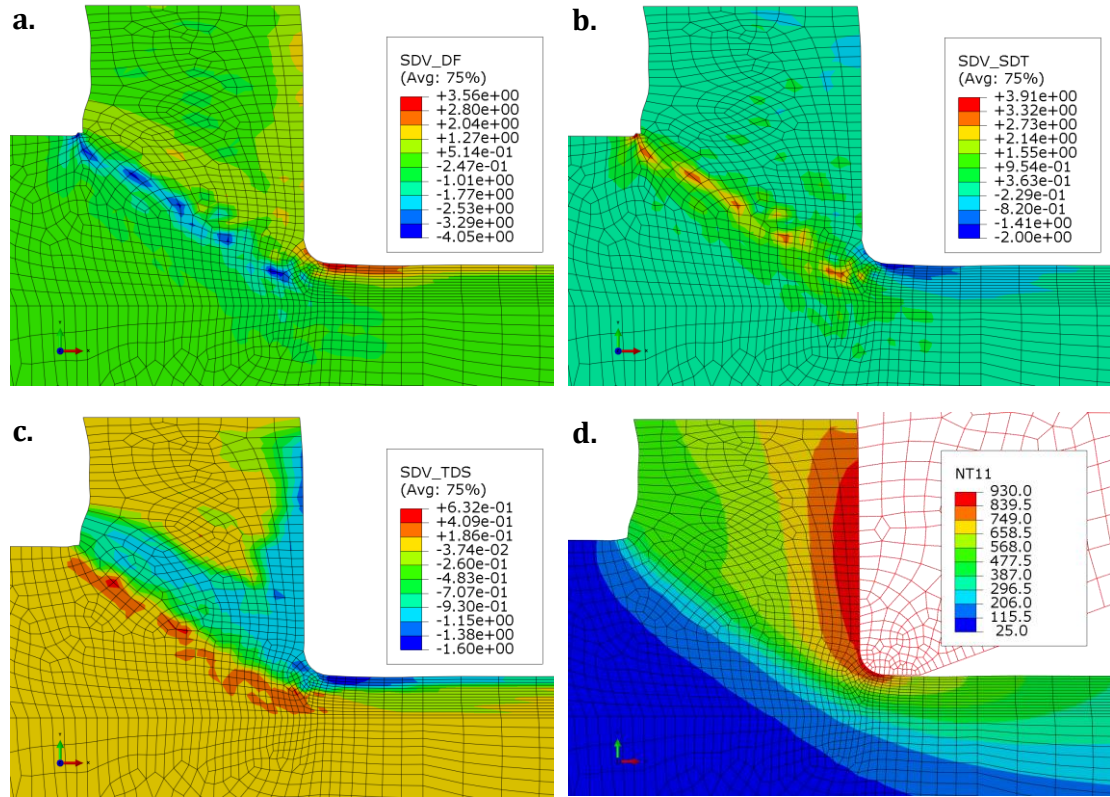 a.
SDV_DF
(Avg: 75%)
+3.56e+00
+2.80e+00
+2.04e+00
+1.27e+00
+5.14e-01
-2.47e-01
-1.01e+00
-1.77e+00
-2.53e+00
-3.29e+00
-4.05e+00
b.
SDV_SDT
(Avg: 75%)
+3.91e+00
+3.32e+00
+2.73e+00
+2.14e+00
+1.55e+00
+9.54e-01
+3.63e-01
-2.29e-01
-8.20e-01
-1.41e+00
-2.00e+00
c.
SDV_TDS
(Avg: 75%)
+6.32e-01
+4.09e-01
+1.86e-01
-3.74e-02
-2.60e-01
-4.83e-01
-7.07e-01
-9.30e-01
-1.15e+00
-1.38e+00
-1.60e+00
d.
NT11
930.0
839.5
749.0
658.5
568.0
477.5
387.0
296.5
206.0
115.5
25.0